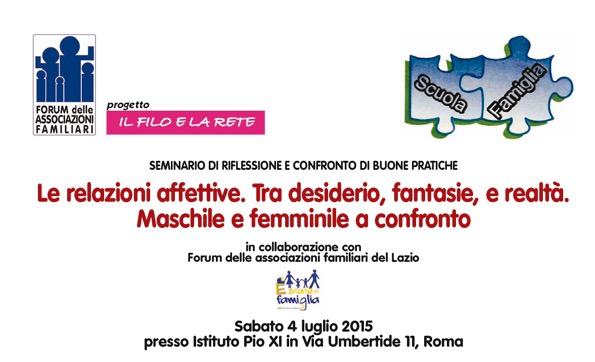 FORUM delle
ASSOCIAZIONI
FAMILIARI
progetto
IL FILO E LA RETE
Scuola
Famiglia
SEMINARIO DI RIFLESSIONE E CONFRONTO DI BUONE PRATICHE
Le relazioni affettive. Tra desiderio, fantasie, e realtà.
Maschile e femminile a confronto
in collaborazione con
Forum delle associazioni familiari del Lazio
famiglia
Sabato 4 luglio 2015
presso Istituto Pio XI in Via Umbertide 11, Roma